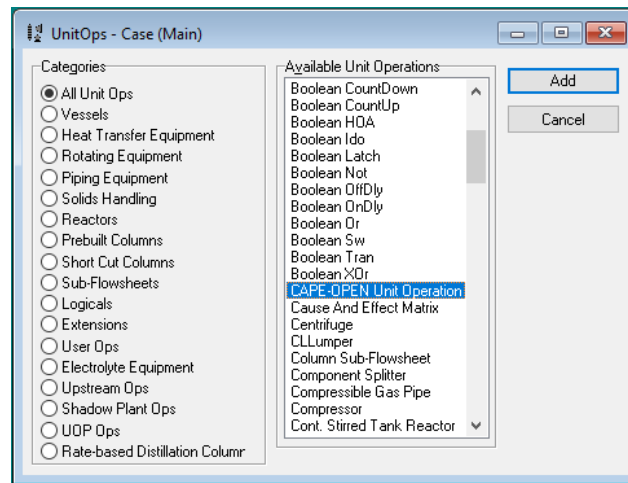 UnitOps - Case (Main)
Categories
All Unit Ops
Vessels
Heat Transfer Equipment
Rotating Equipment
Piping Equipment
Solids Handling
Reactors
Prebuilt Columns
Short Cut Columns
Sub-Flowsheets
Logicals
Extensions
User Ops
Electrolyte Equipment
Upstream Ops
Shadow Plant Ops
UOP Ops
Rate-based Distillation Columr
Available Unit Operations
Boolean CountDown
Boolean CountUp
Boolean HOA
Boolean Ido
Boolean Latch
Boolean Not
Boolean OffDly
Boolean OnDly
Boolean Or
Boolean Sw
Boolean Tran
Boolean XOr
CAPE-OPEN Unit Operation
Cause And Effect Matrix
Centrifuge
CLLumper
Column Sub-Flowsheet
Component Splitter
Compressible Gas Pipe
Compressor
Cont. Stirred Tank Reactor
Add
Cancel